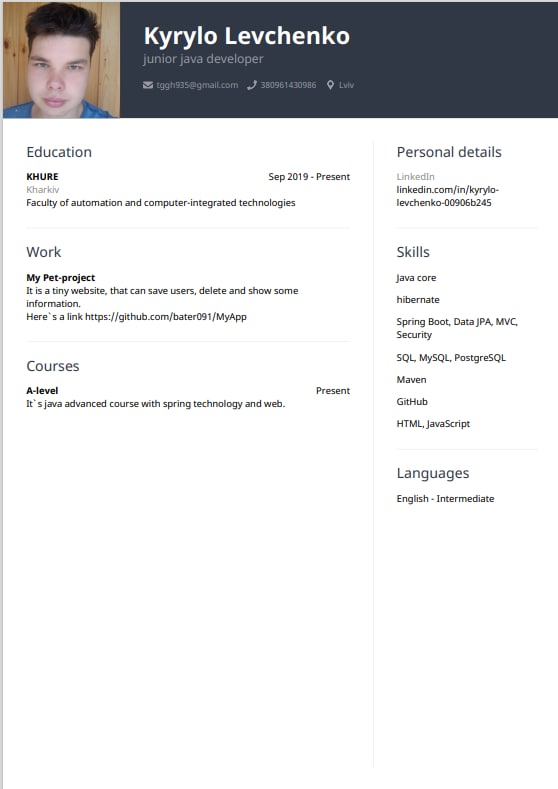 Kyrylo Levchenko
junior java developer
tggh935@gmail.com 380961430986 Lviv
Education
KHURE Sep 2019 - Present
Kharkiv
Faculty of automation and computer-integrated technologies
Work
My Pet-project
It is a tiny website, that can save users, delete and show some
information.
Here`s a link https://github.com/bater091/MyApp
Courses
A-level Present
It`s java advanced course with spring technology and web.
Personal details
LinkedIn
linkedin.com/in/kyrylo-
levchenko-00906b245
Skills
Java core
hibernate
Spring Boot, Data JPA, MVC,
Security
SQL, MySQL, PostgreSQL
Maven
GitHub
HTML, JavaScript
Languages
English - Intermediate